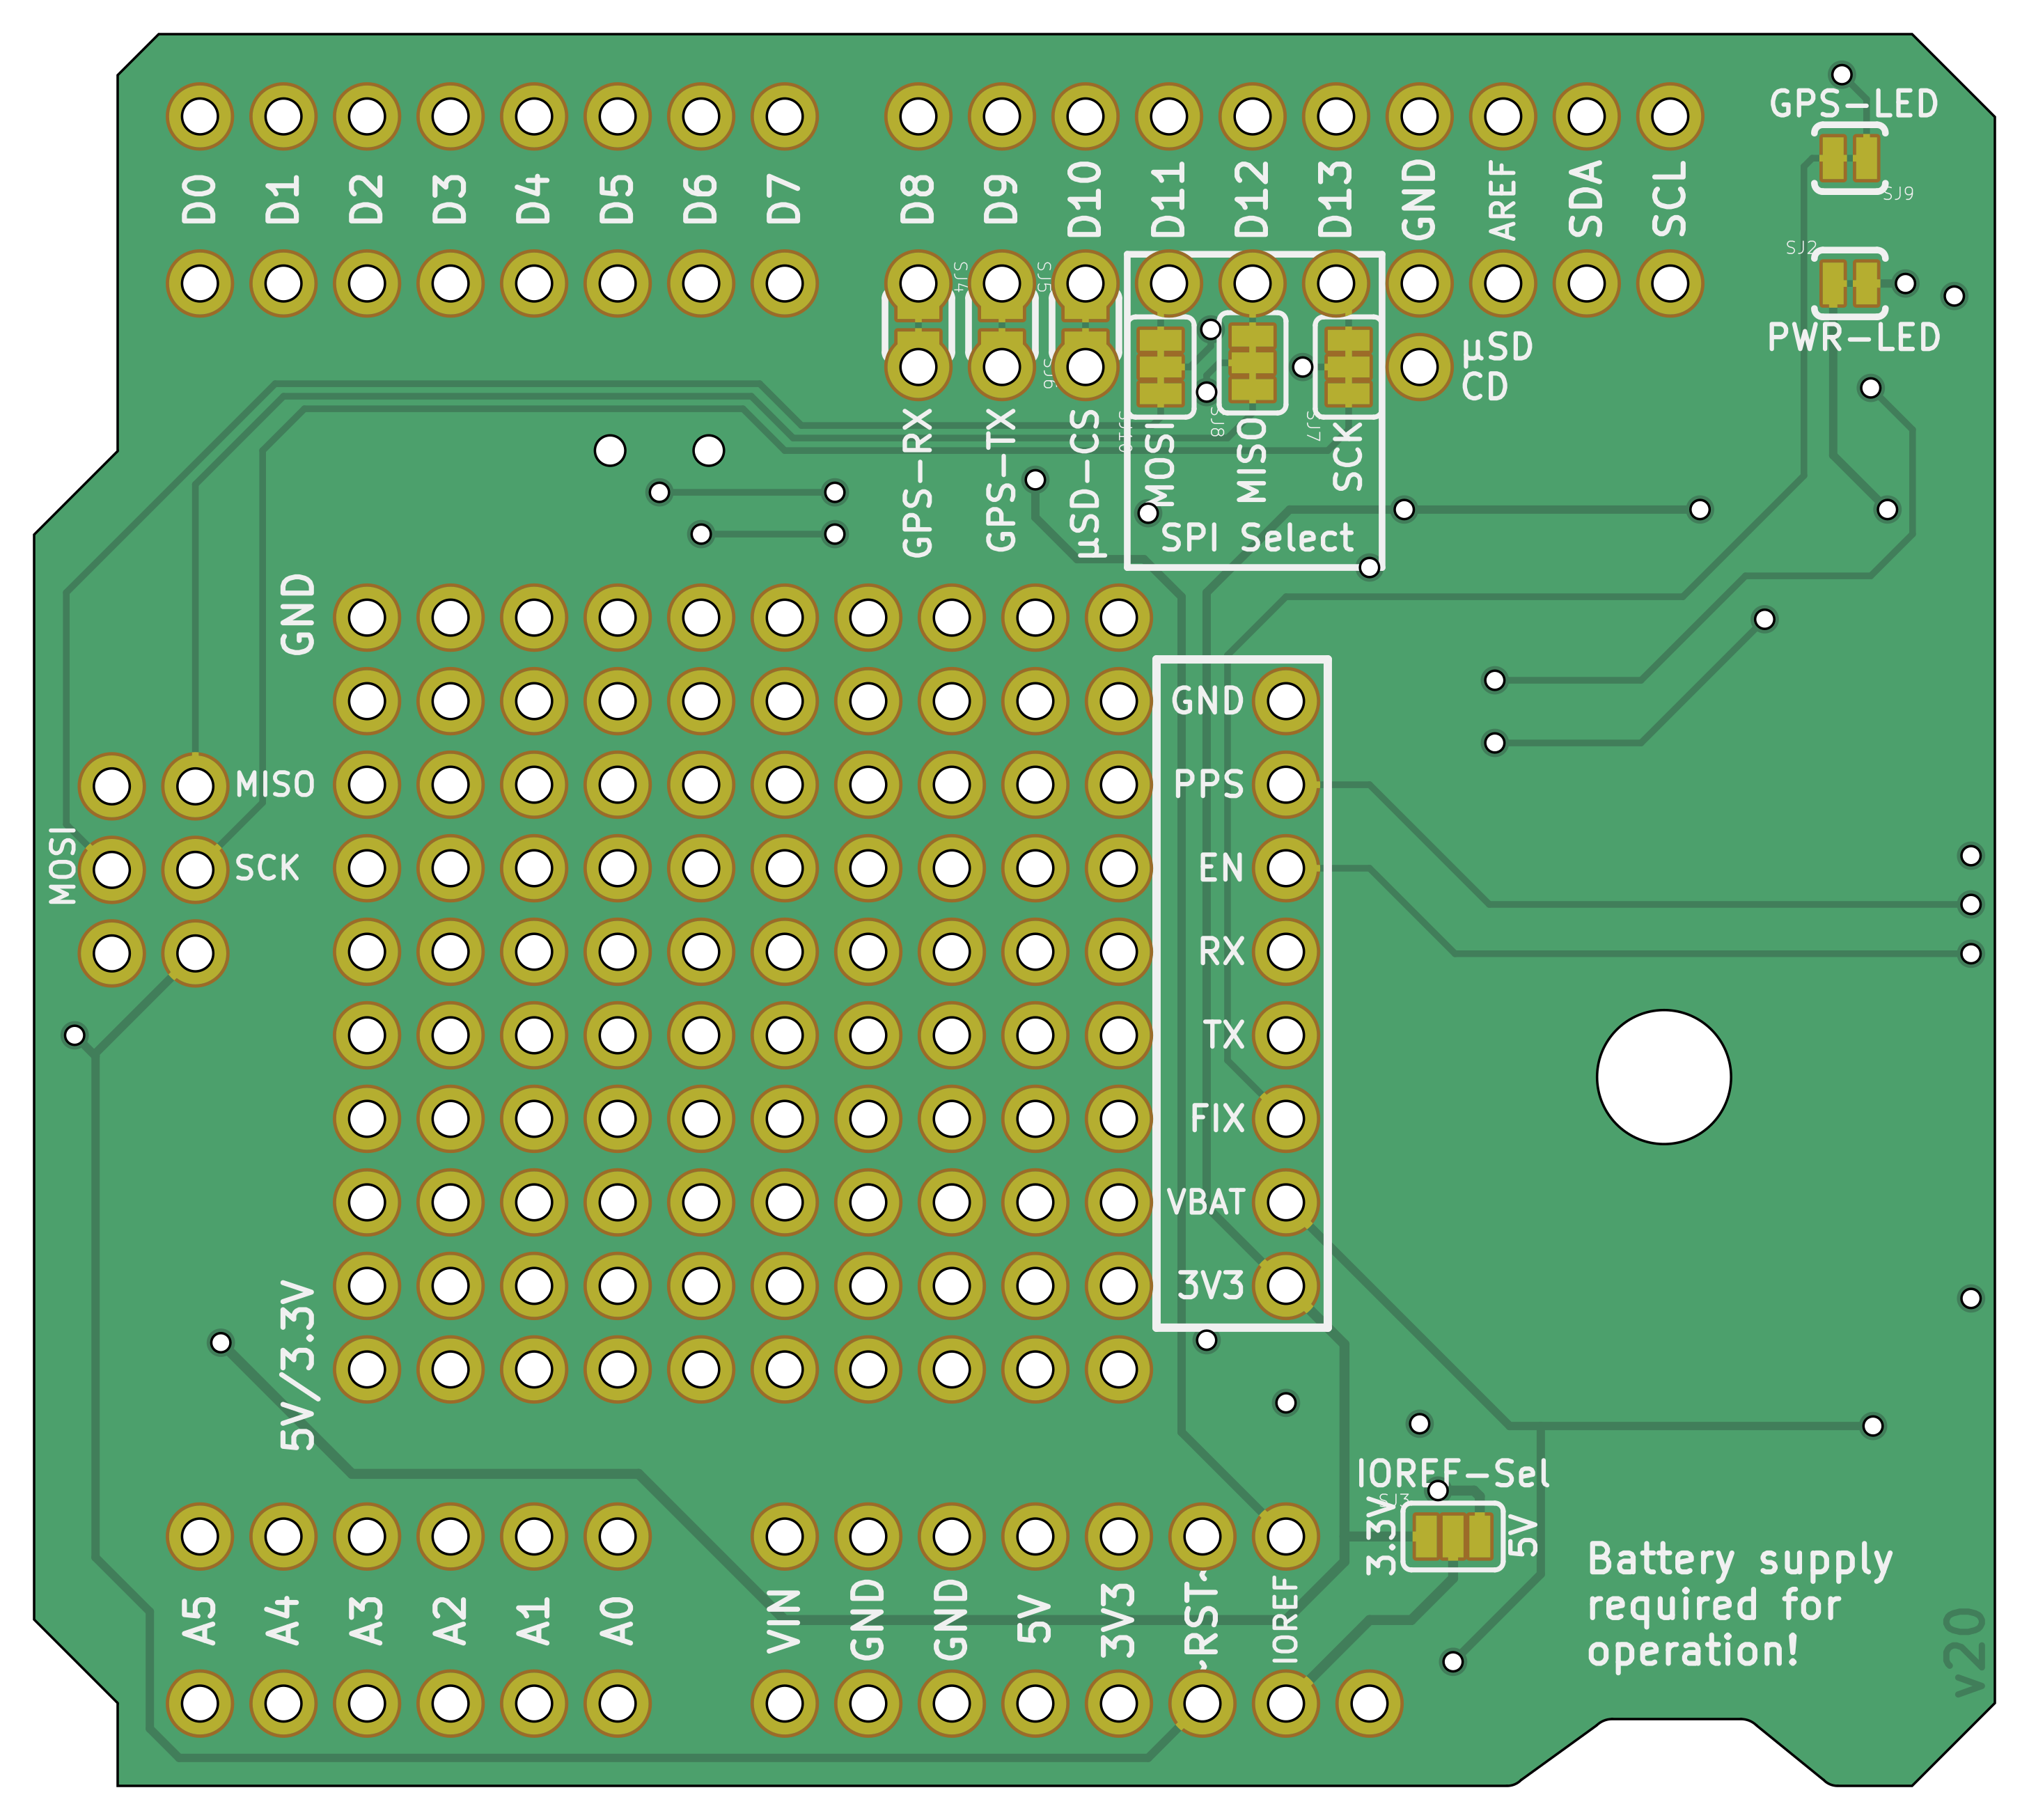 GPS-LED
D0
D1
D2
D3
D4
D5
D6
D7
D8
D9
D10
D11
D12
D13
GND
AREF
SDA
SCL
SJ9
SJ2
PWR-LED
SJ4
SJ5
SJ6
µSD
CD
SJ10
SJ8
SJ7
GPS-RX
GPS-TX
µSD-CS
MOSI
MISO
SCK
SPI Select
GND
GND
MISO
PPS
MOSI
SCK
EN
RX
TX
FIX
VBAT
3V3
5V/3.3V
IOREF-Sel
SJ3
3.3V
5V
Battery supply
required for
operation!
A5
A4
A3
A2
A1
A0
VIN
GND
GND
5V
3V3
~RST~
IOREF
v20